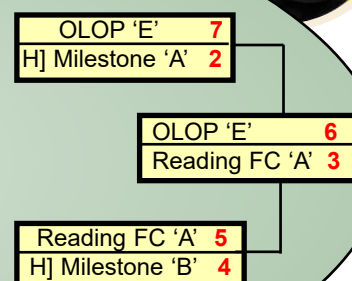 OLOP ‘E’ 7
H] Milestone ‘A’ 2
OLOP ‘E’ 6
Reading FC ‘A’ 3
Reading FC ‘A’ 5
H] Milestone ‘B’ 4